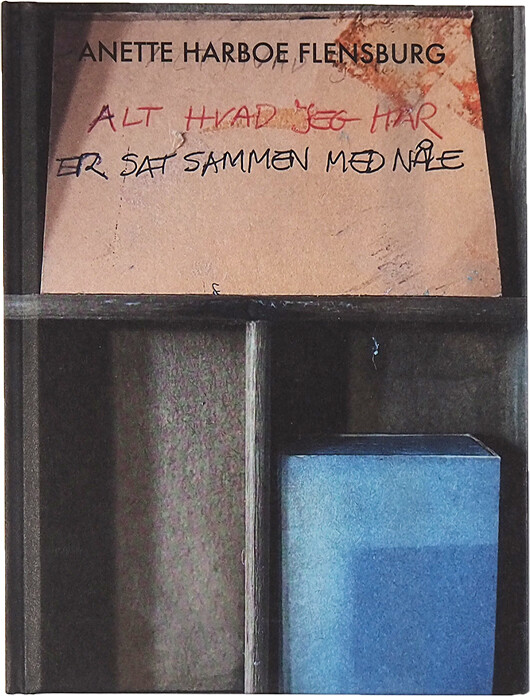 ANETTE HARBOE FLENSBURG
ALT HVAD JEG HAR
ER SAT SAMMEN MED NÅLE